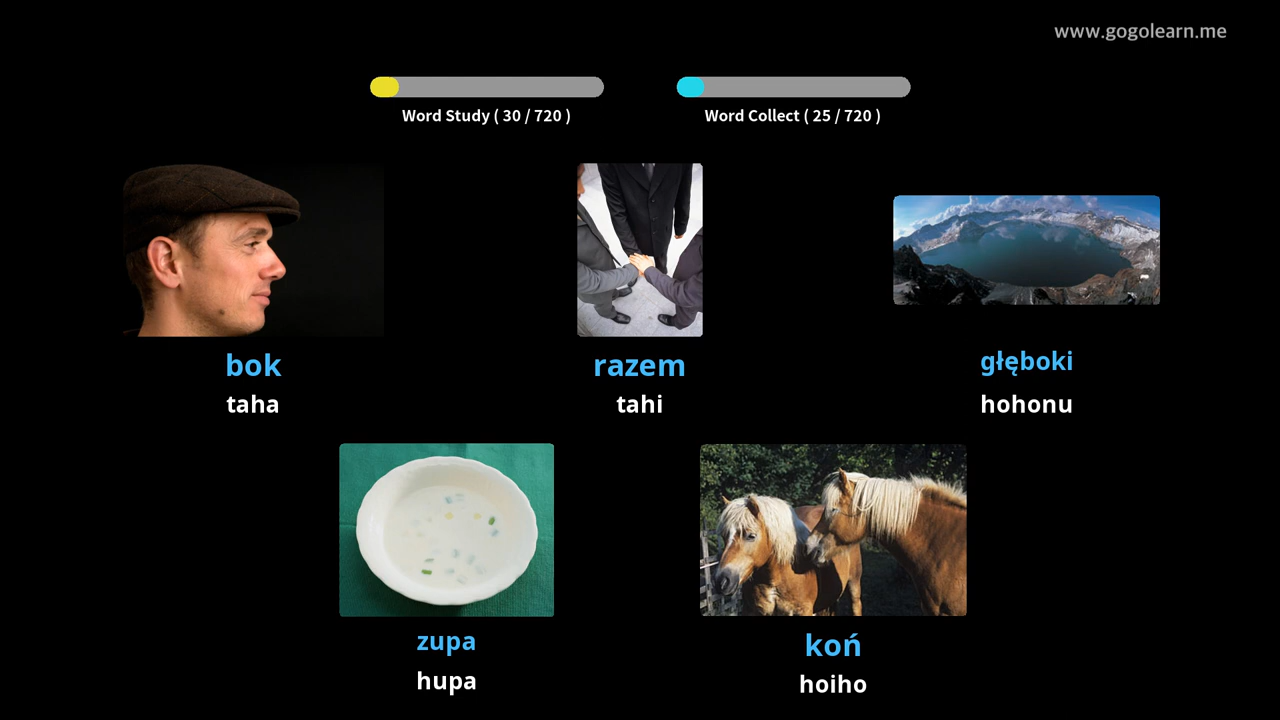 www.gogolearn.me
Word Study ( 30 / 720 )
Word Collect ( 25 / 720 )
bok
taha
razem
tahi
głęboki
hohonu
zupa
hupa
koń
hoiho